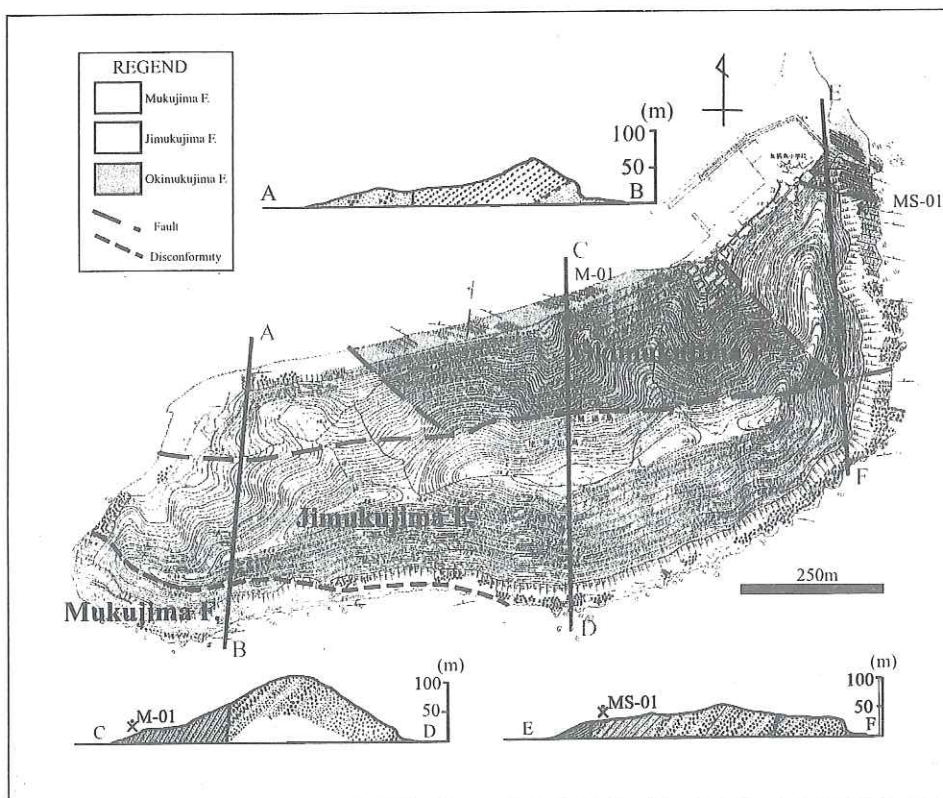 REGEND
Mukujima F.
Jimukujima F.
Okimukujima F.
Fault
Disconformity
(m)
100
50
A
B
E
MS-01
C
M-01
A
F
Jimukujima F.
250m
Mukujima F.
B
D
(m)
100
50
M-01
C
D
(m)
100
50
MS-01
E
F